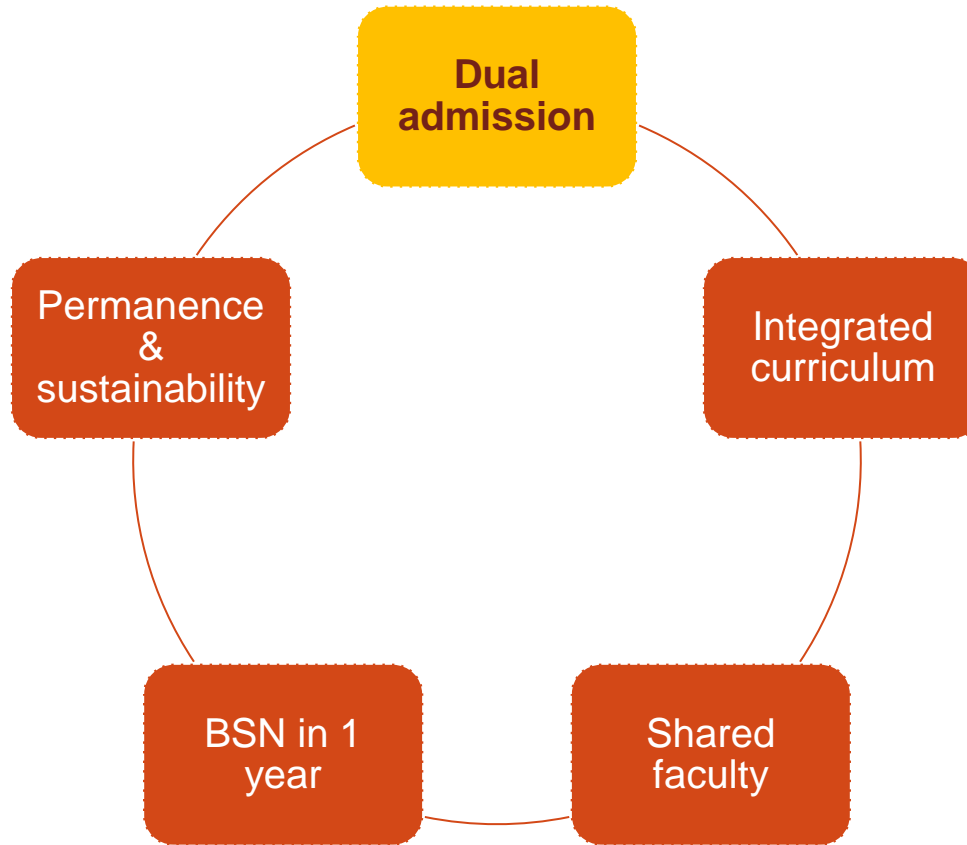 Dual
admission
Integrated
curriculum
Shared
faculty
BSN in 1
year
Permanence
&
sustainability